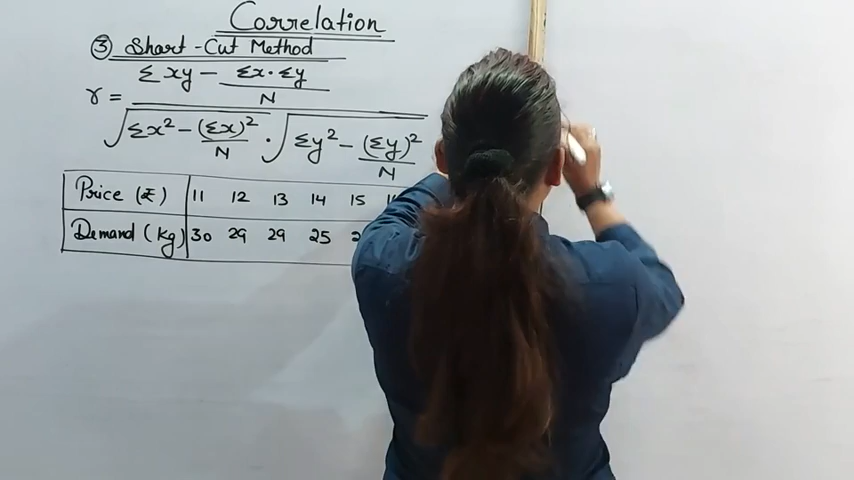 Correlation
③ Shart-Cut Method
r = Σxy − Σx·Σy / N
√Σx² − (Σx)² / N · √Σy² − (Σy)² / N
Price (₹) 11 12 13 14 15
Demand (Kg) 30 29 29 25